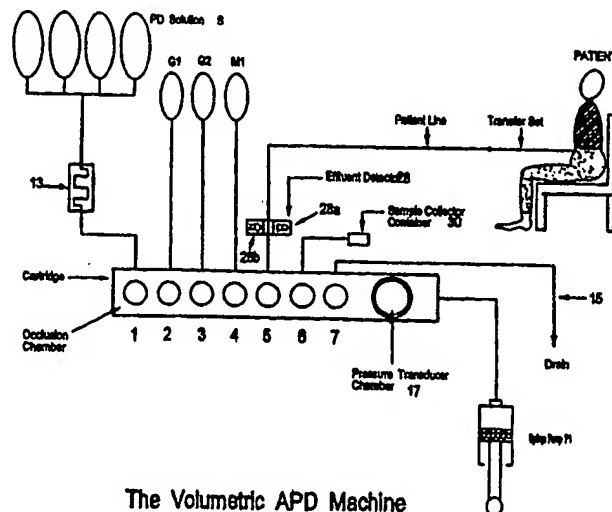 PD Solution S
G1 G2 M1
PATIENT
Patient Line
Transfer Set
13
Effluent Detector 28
28a
Sample Collector
Container 30
28b
Cartridge
15
Occlusion
Chamber
1 2 3 4 5 6 7
Pressure Transducer
Chamber 17
Drain
Pump
The Volumetric APD Machine